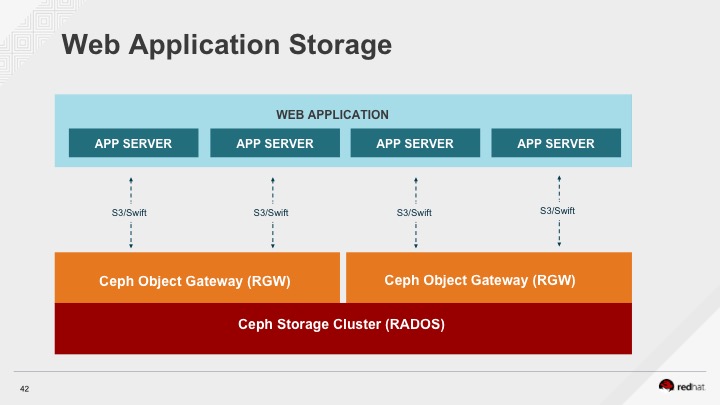 Web Application Storage
WEB APPLICATION
APP SERVER APP SERVER APP SERVER APP SERVER
S3/Swift S3/Swift S3/Swift S3/Swift
Ceph Object Gateway (RGW) Ceph Object Gateway (RGW)
Ceph Storage Cluster (RADOS)
42
redhat.